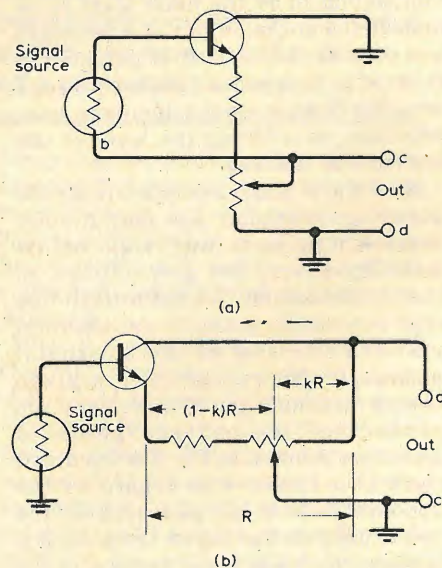 Signal
source
a
b
c
Out
d
(a)
(1-k)R
kR
Signal
source
d
Out
c
R
(b)